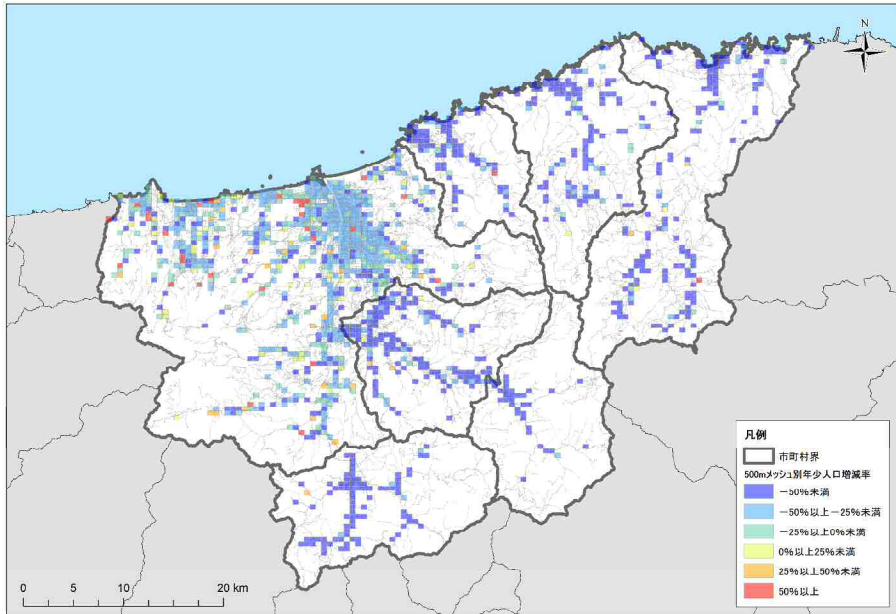 N
凡例
市町村界
500mメッシュ別年少人口増減率
－50%未満
－50%以上－25%未満
－25%以上0%未満
0%以上25%未満
25%以上50%未満
50%以上
0 5 10 20 km